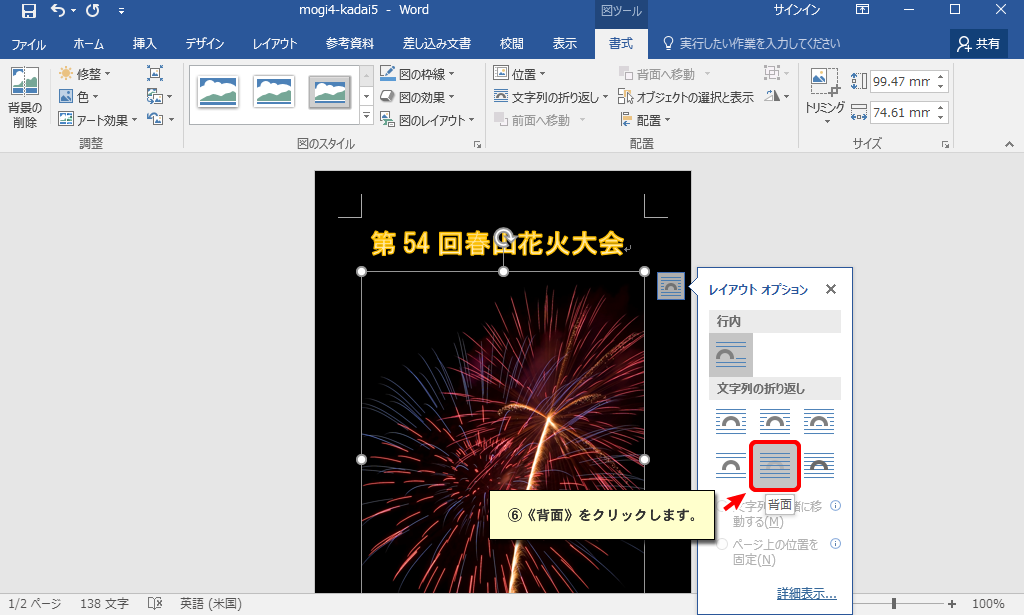 mogi4-kadai5 - Word
図ツール
サインイン
ファイル ホーム 挿入 デザイン レイアウト 参考資料 差し込み文書 校閲 表示 書式 実行したい作業を入力してください 共有
背景の
削除
修整
色
アート効果
調整
図の枠線
図の効果
図のレイアウト
図のスタイル
位置
文字列の折り返し
前面へ移動
背面へ移動
オブジェクトの選択と表示
配置
配置
トリミング
99.47 mm
74.61 mm
サイズ
第 54 回春山花火大会
レイアウト オプション
行内
文字列の折り返し
背面
⑥《背面》をクリックします。
動する(M)
ページ上の位置を
固定(N)
詳細表示...
1/2 ページ 138 文字 英語 (米国) 100%